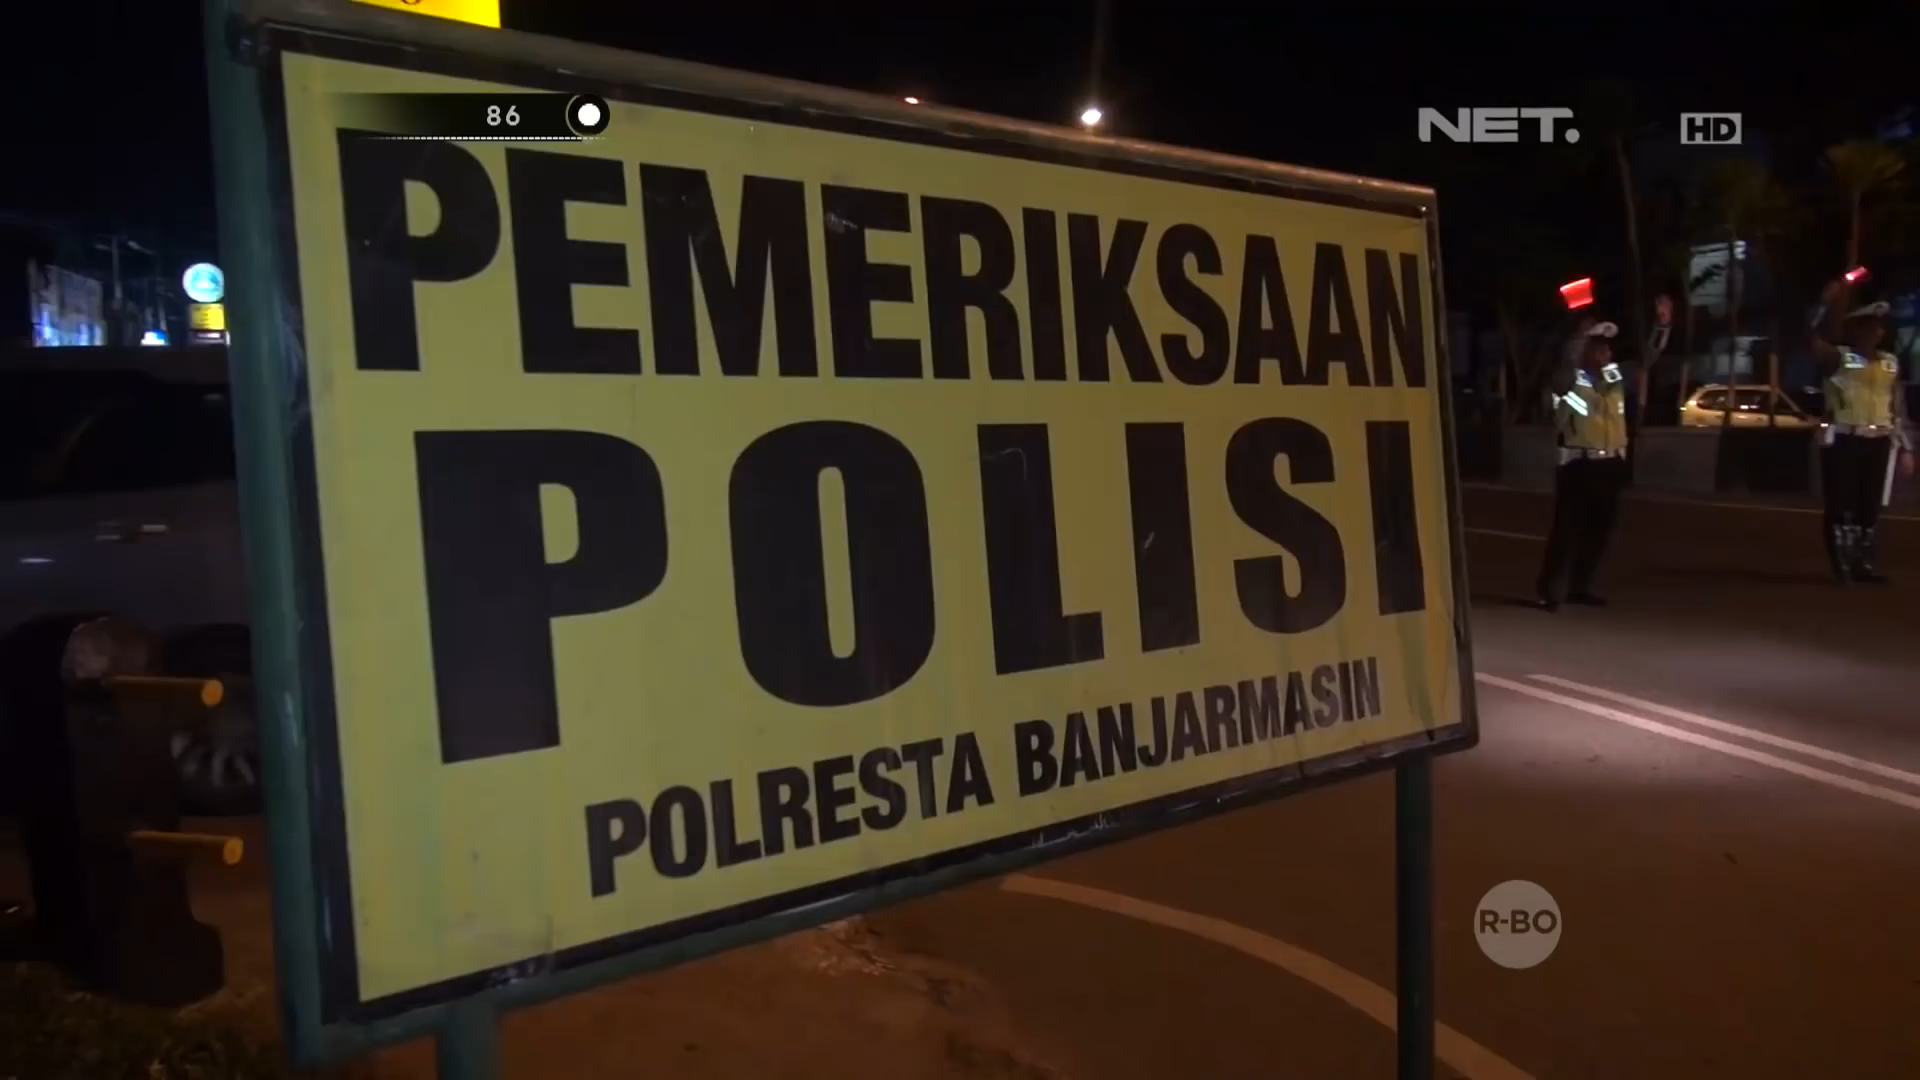 86
NET.
HD
PEMERIKSAAN
POLISI
POLRESTA BANJARMASIN
R-BO